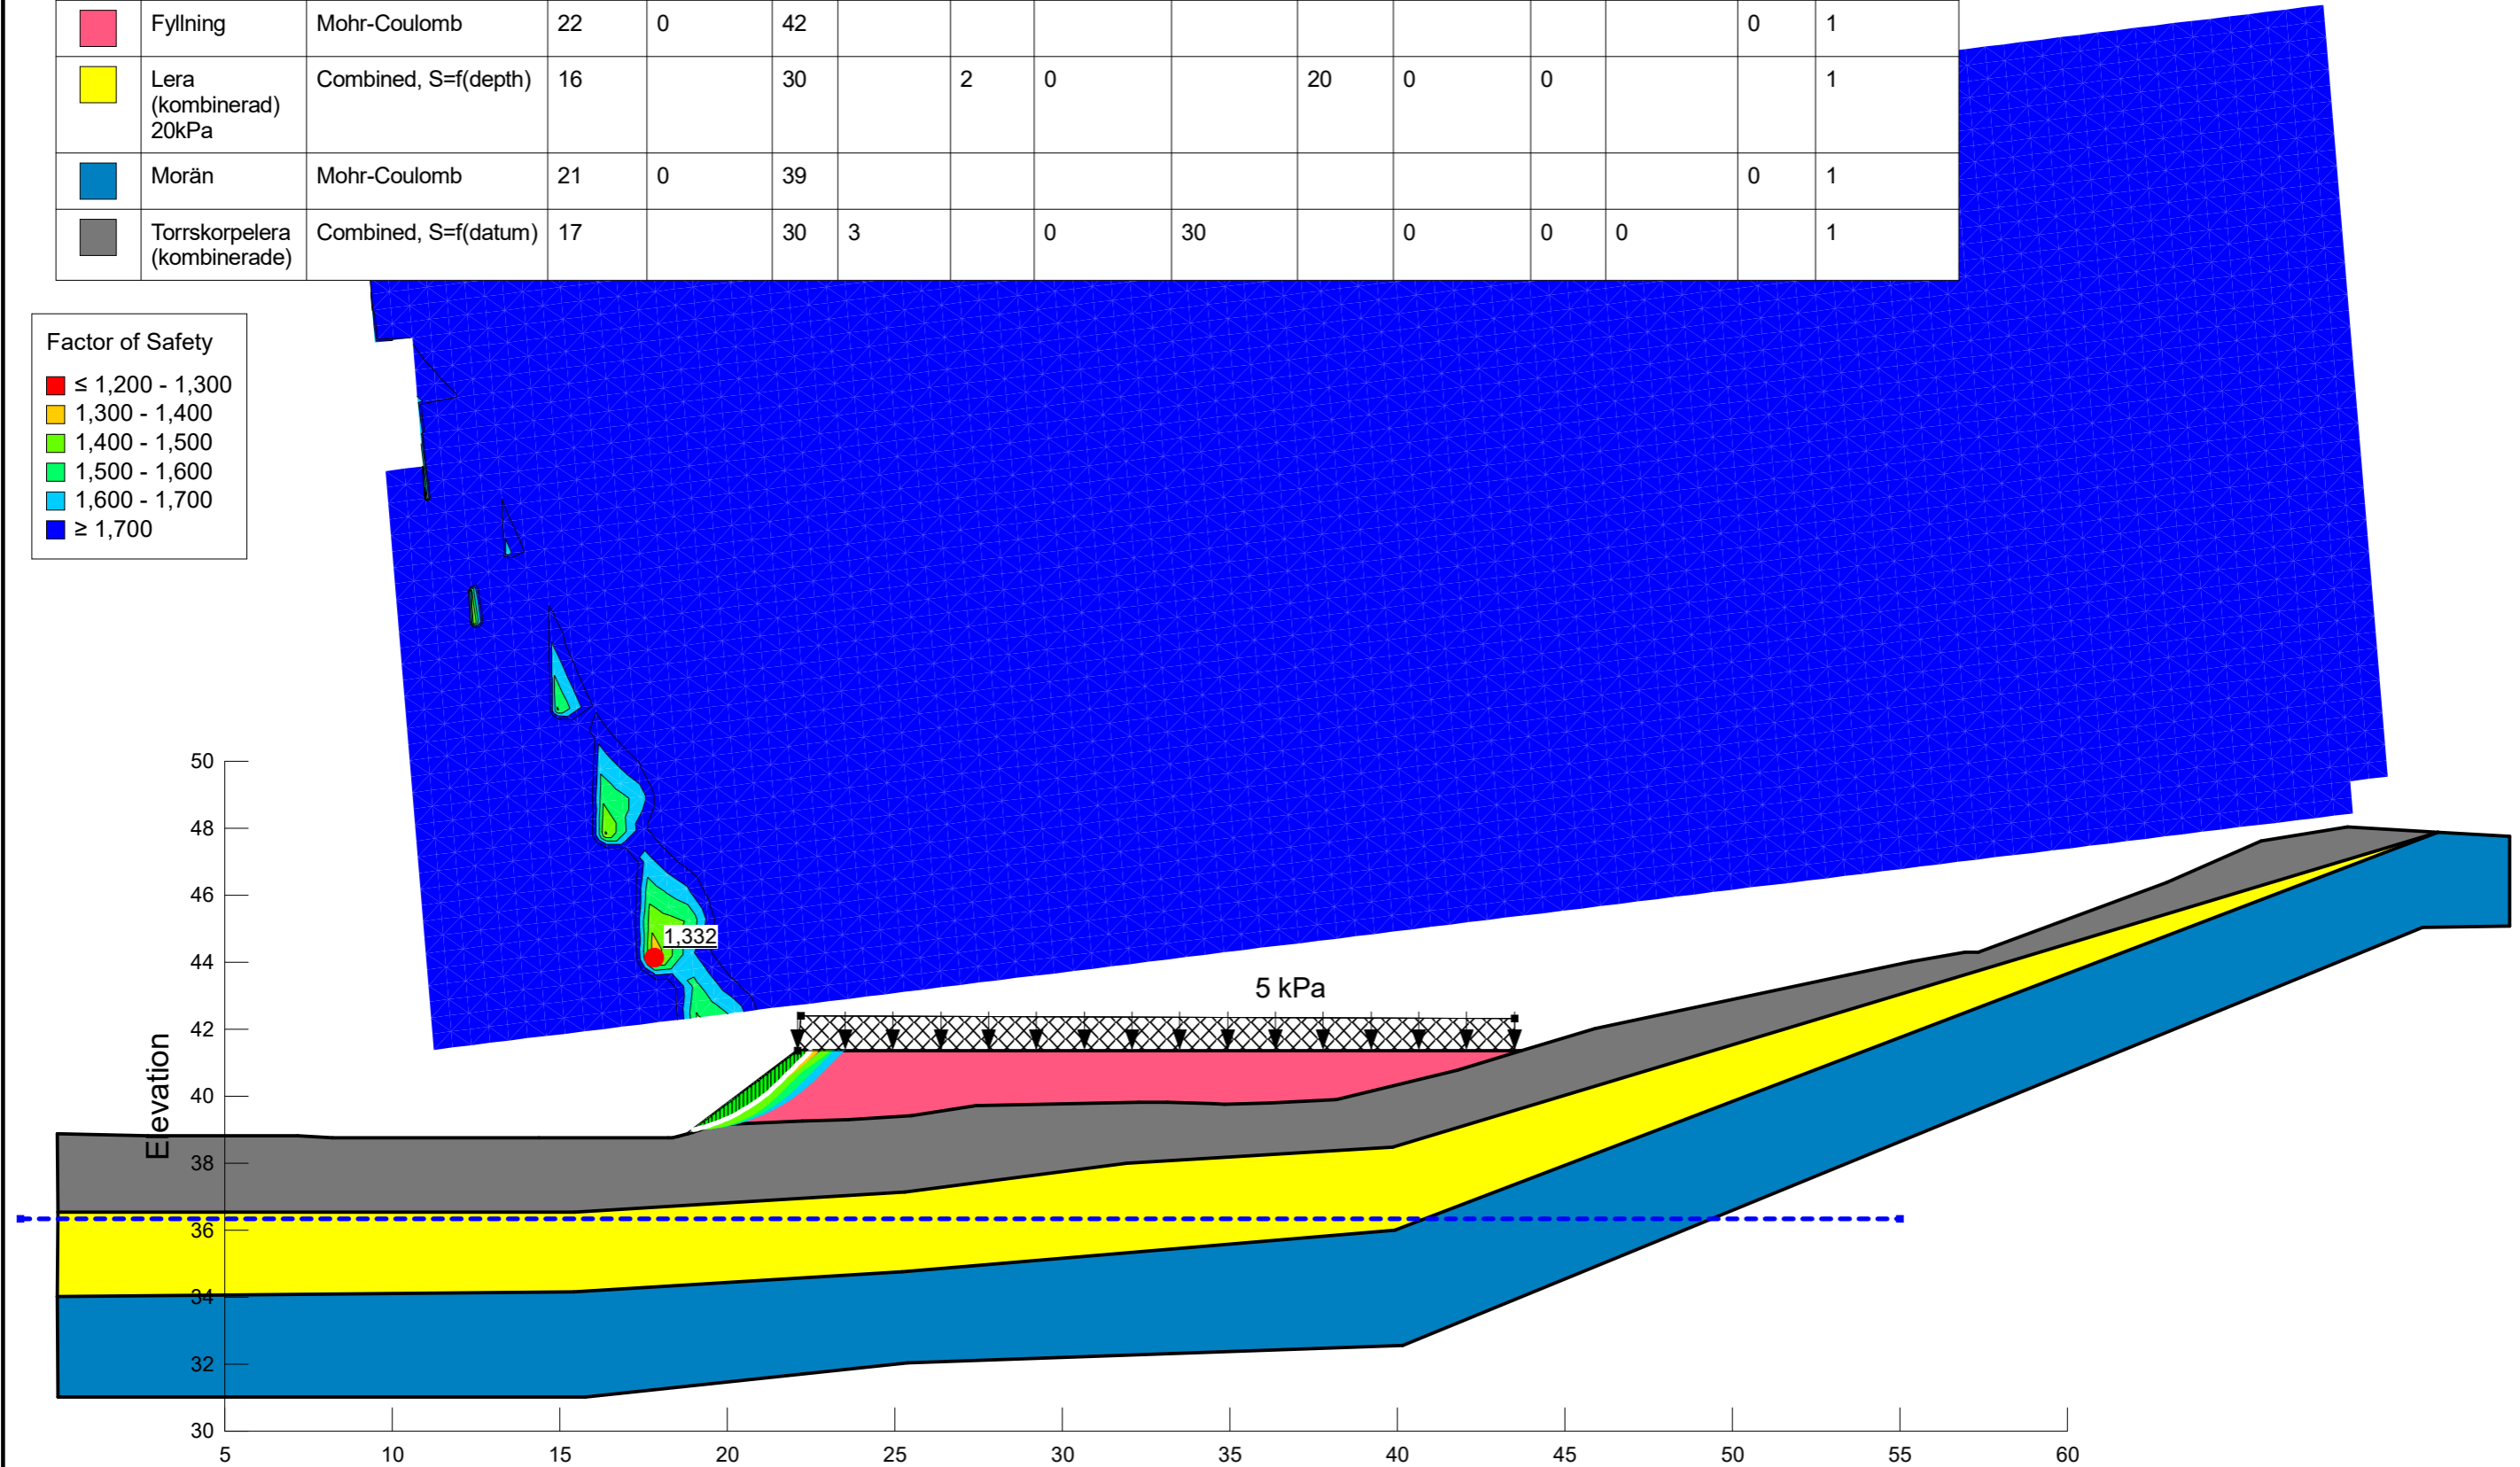 Fyllning Mohr-Coulomb 22 0 42 0 1
Lera Combined, S=f(depth) 16 30 2 0 20 0 0 1
(kombinerad)
20kPa
Morän Mohr-Coulomb 21 0 39 0 1
Torrskorpelera Combined, S=f(datum) 17 30 3 0 30 0 0 0 1
(kombinerade)
Factor of Safety
≤ 1,200 - 1,300
1,300 - 1,400
1,400 - 1,500
1,500 - 1,600
1,600 - 1,700
≥ 1,700
1,332
5 kPa
Elevation
50
48
46
44
42
40
38
36
34
32
30
5 10 15 20 25 30 35 40 45 50 55 60